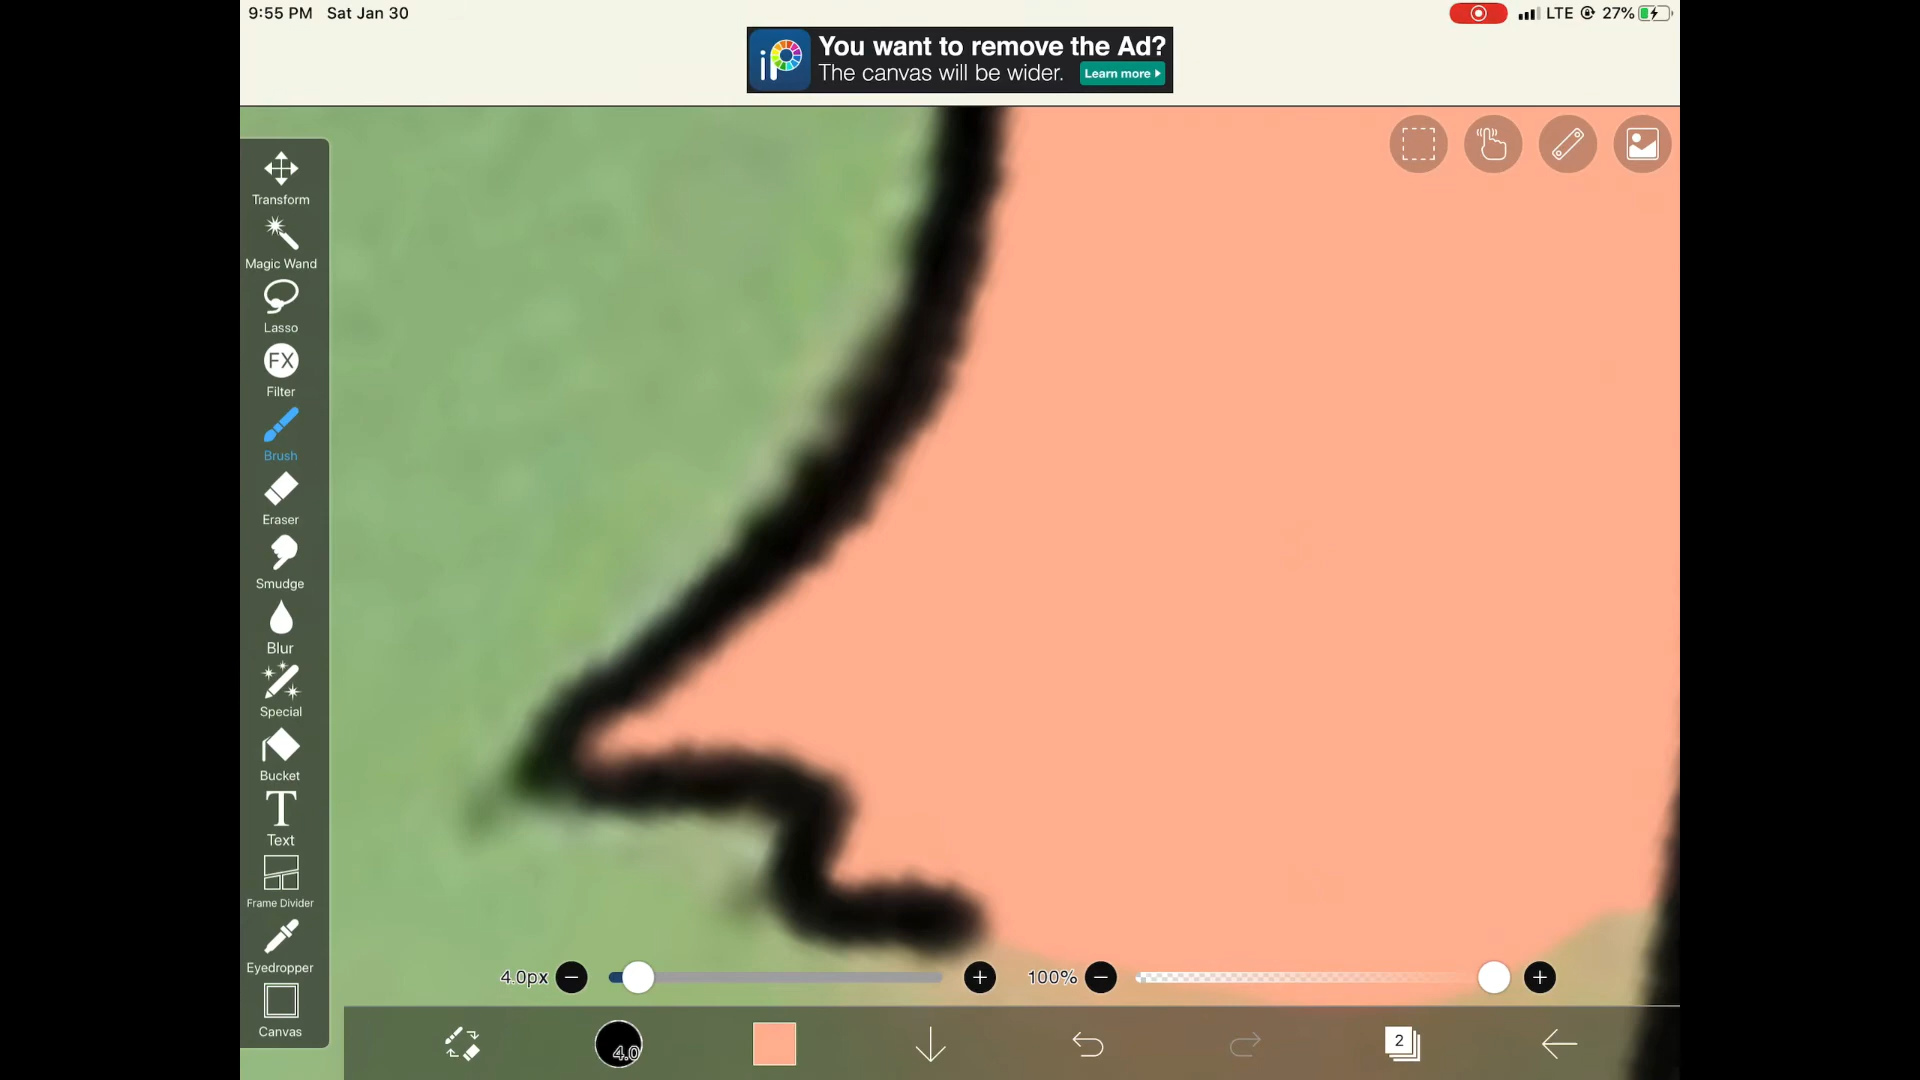 9:55 PM Sat Jan 30
LTE 27%
iP
You want to remove the Ad?
The canvas will be wider. Learn more
Transform
Magic Wand
Lasso
FX
Filter
Brush
Eraser
Smudge
Blur
Special
Bucket
T
Text
Frame Divider
Eyedropper
Canvas
4.0px
100%
4.0
2